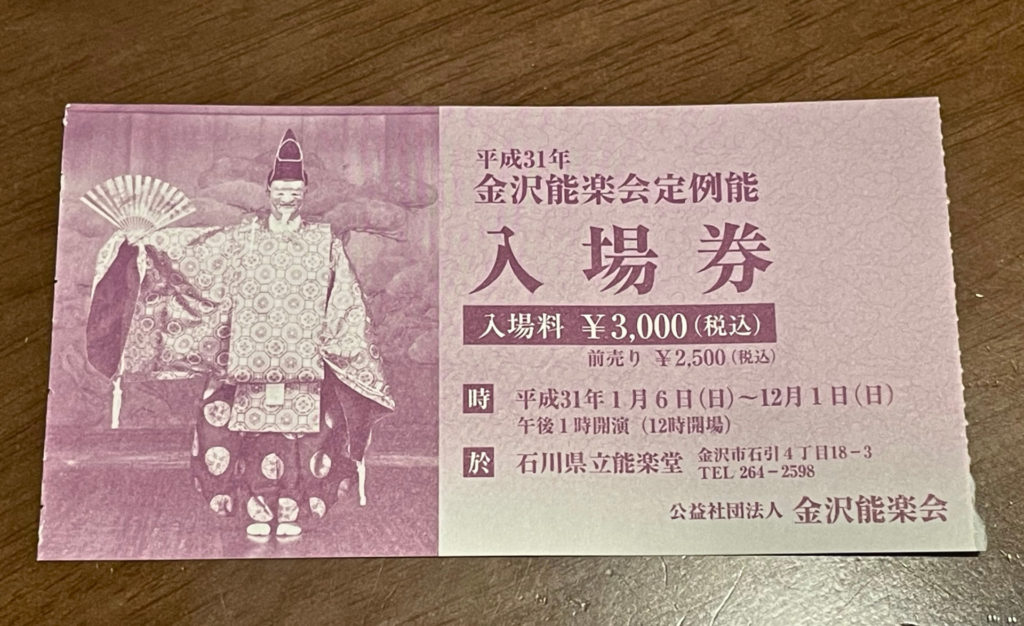 平成31年
金沢能楽会定例能
入場券
入場料 ￥3,000(税込)
前売り ￥2,500(税込)
時 平成31年1月6日(日)～12月1日(日)
午後1時開演(12時開場)
於 石川県立能楽堂 金沢市石引4丁目18－3
TEL 264－2598
公益社団法人 金沢能楽会